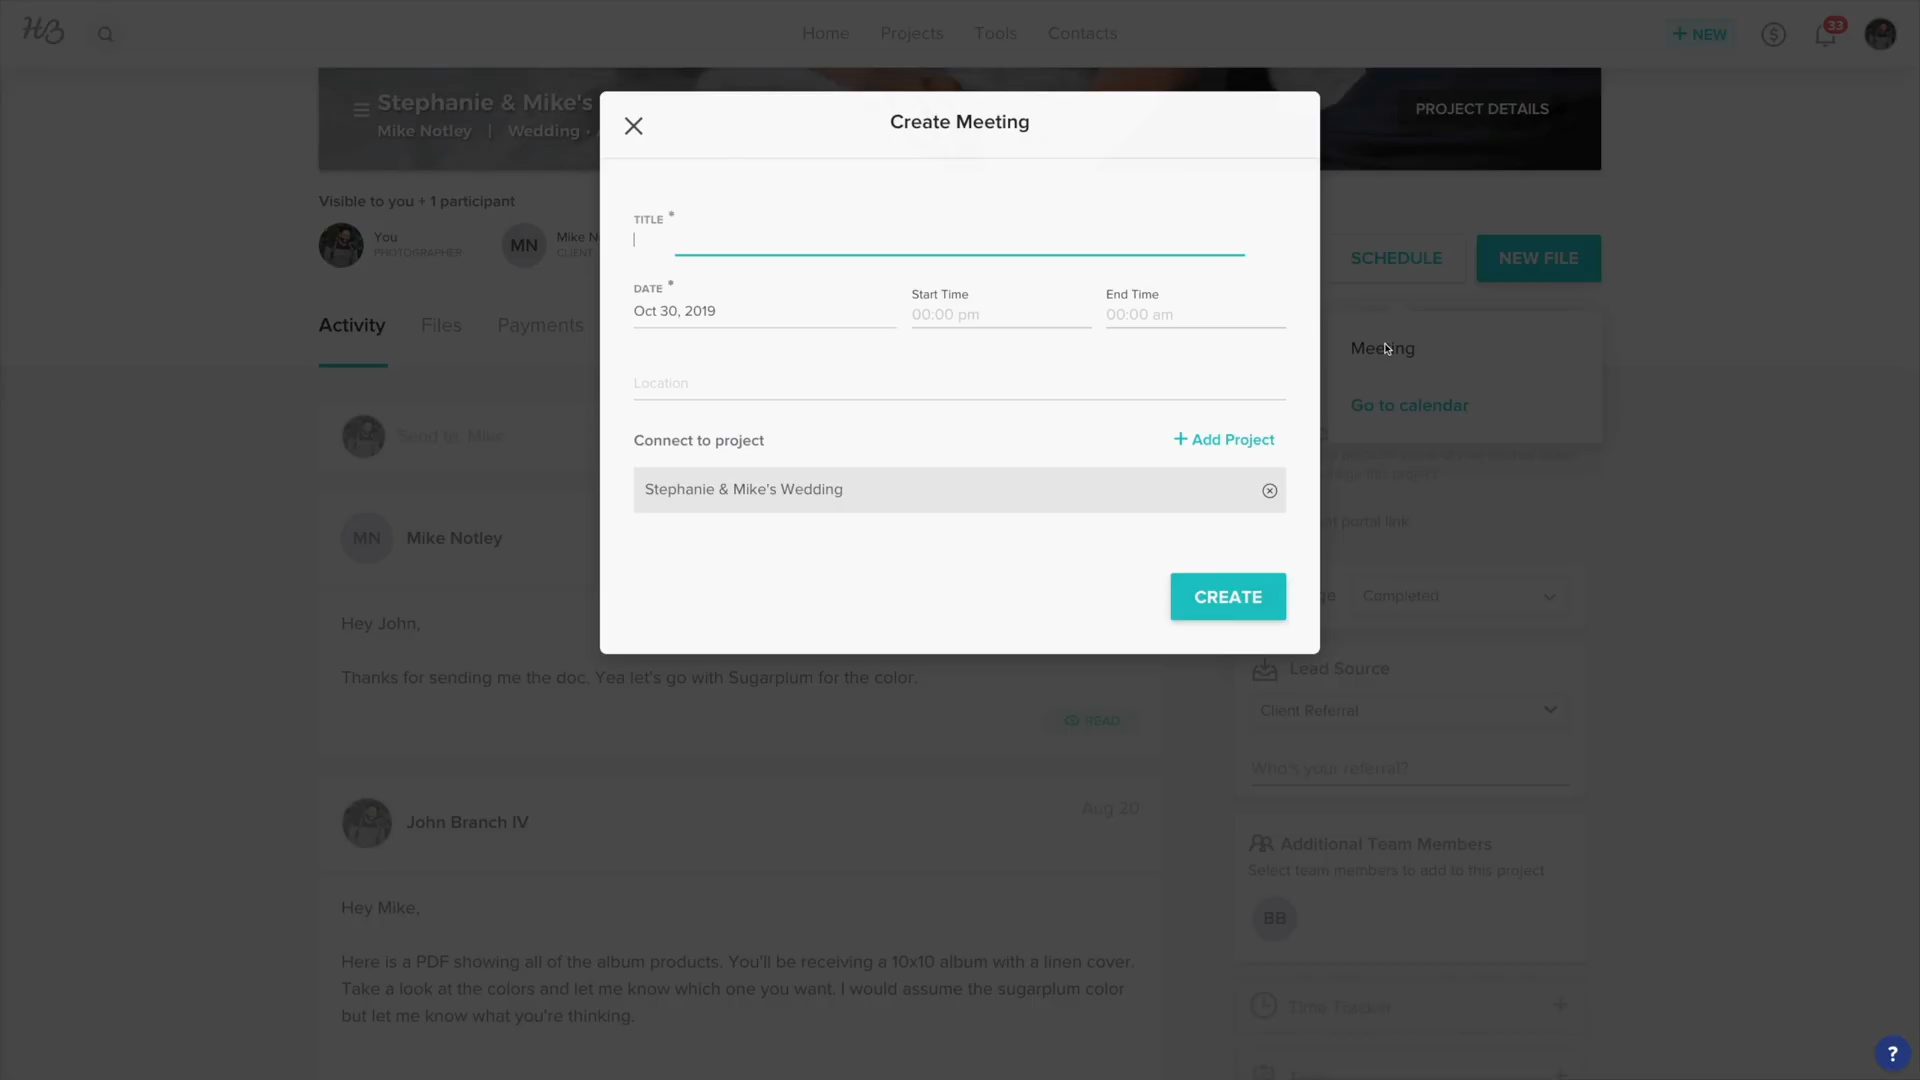 HB
Home Projects Tools Contacts
+ NEW
33
Stephanie & Mike's
Mike Notley | Wedding •
PROJECT DETAILS
Create Meeting
Visible to you + 1 participant
You
PHOTOGRAPHER
MN
Mike N
CLIENT
SCHEDULE
NEW FILE
TITLE *
DATE *
Oct 30, 2019
Start Time
00:00 pm
End Time
00:00 am
Activity Files Payments
Meeting
Go to calendar
Location
Connect to project
+ Add Project
Stephanie & Mike's Wedding
CREATE
Send to: Mike
portal link
MN
Mike Notley
Completed
Hey John,
Thanks for sending me the doc. Yea let's go with Sugarplum for the color.
READ
Lead Source
Client Referral
Who's your referral?
John Branch IV
Aug 20
Additional Team Members
Select team members to add to this project
BB
Hey Mike,
Here is a PDF showing all of the album products. You'll be receiving a 10x10 album with a linen cover.
Take a look at the colors and let me know which one you want. I would assume the sugarplum color
but let me know what you're thinking.
Time Tracker
+
?